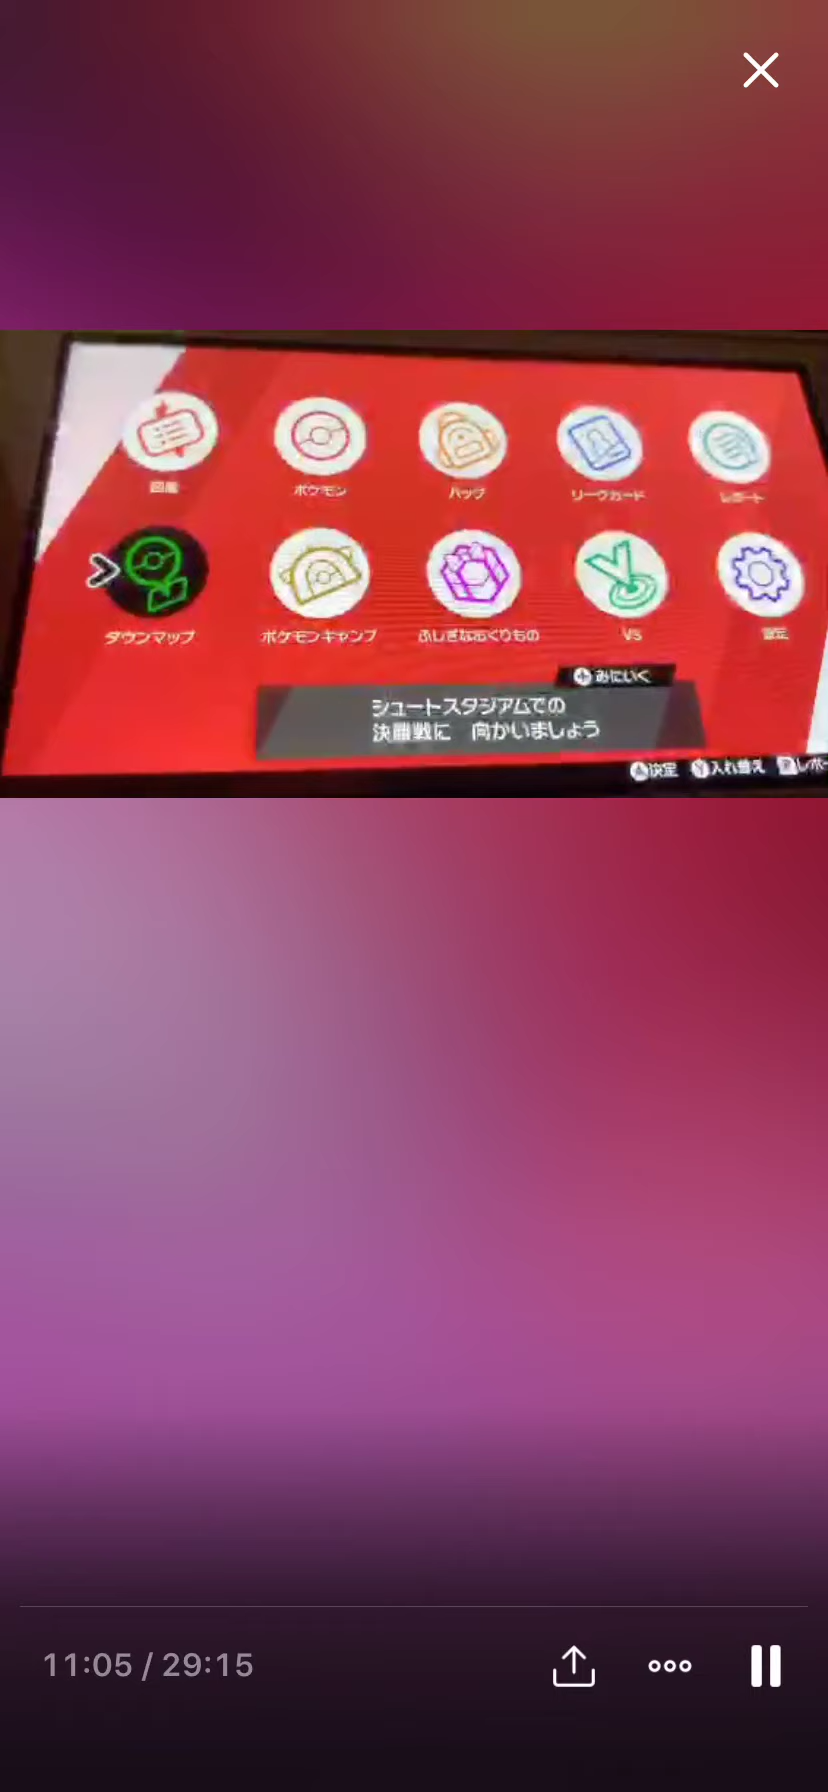 図鑑
ポケモン
バッグ
リーグカード
レポート
タウンマップ
ポケモンキャンプ
ふしぎなおくりもの
VS
設定
みにいく
シュートスタジアムでの
決勝戦に 向かいましょう
決定 入れ替え レポー
11:05 / 29:15